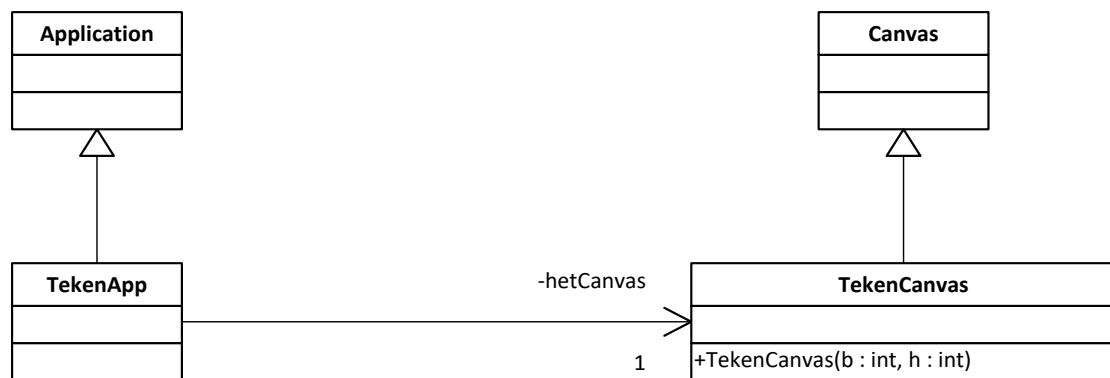 Application
Canvas
TekenApp
-hetCanvas
TekenCanvas
1
+TekenCanvas(b : int, h : int)